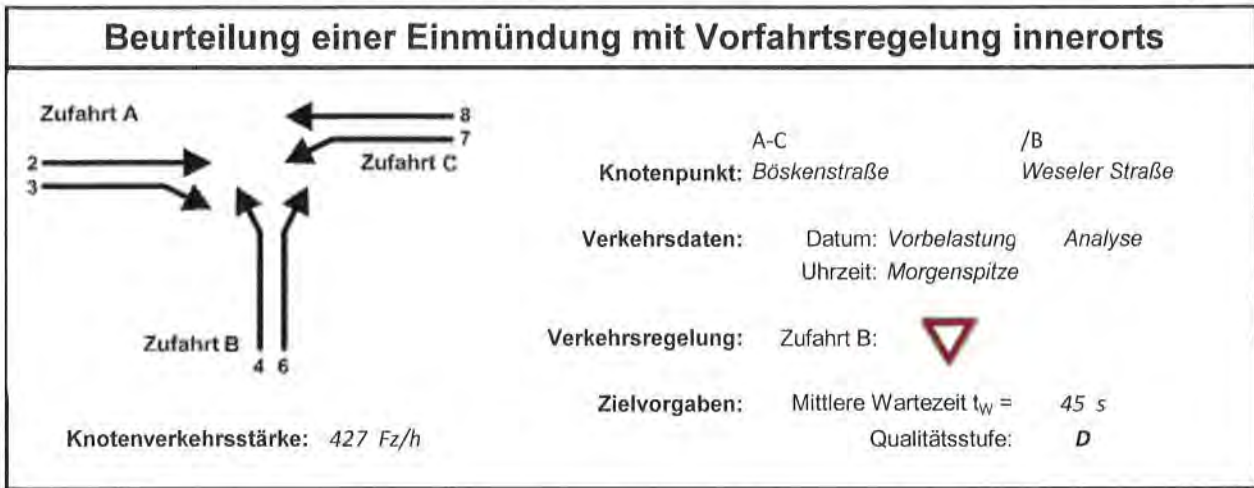 Beurteilung einer Einmündung mit Vorfahrtsregelung innerorts
Zufahrt A
8
7
Zufahrt C
2
3
Zufahrt B
4 6
Knotenverkehrsstärke: 427 Fz/h
A-C /B
Knotenpunkt: Böskenstraße Weseler Straße
Verkehrsdaten: Datum: Vorbelastung Analyse
Uhrzeit: Morgenspitze
Verkehrsregelung: Zufahrt B:
Zielvorgaben: Mittlere Wartezeit tW = 45 s
Qualitätsstufe: D